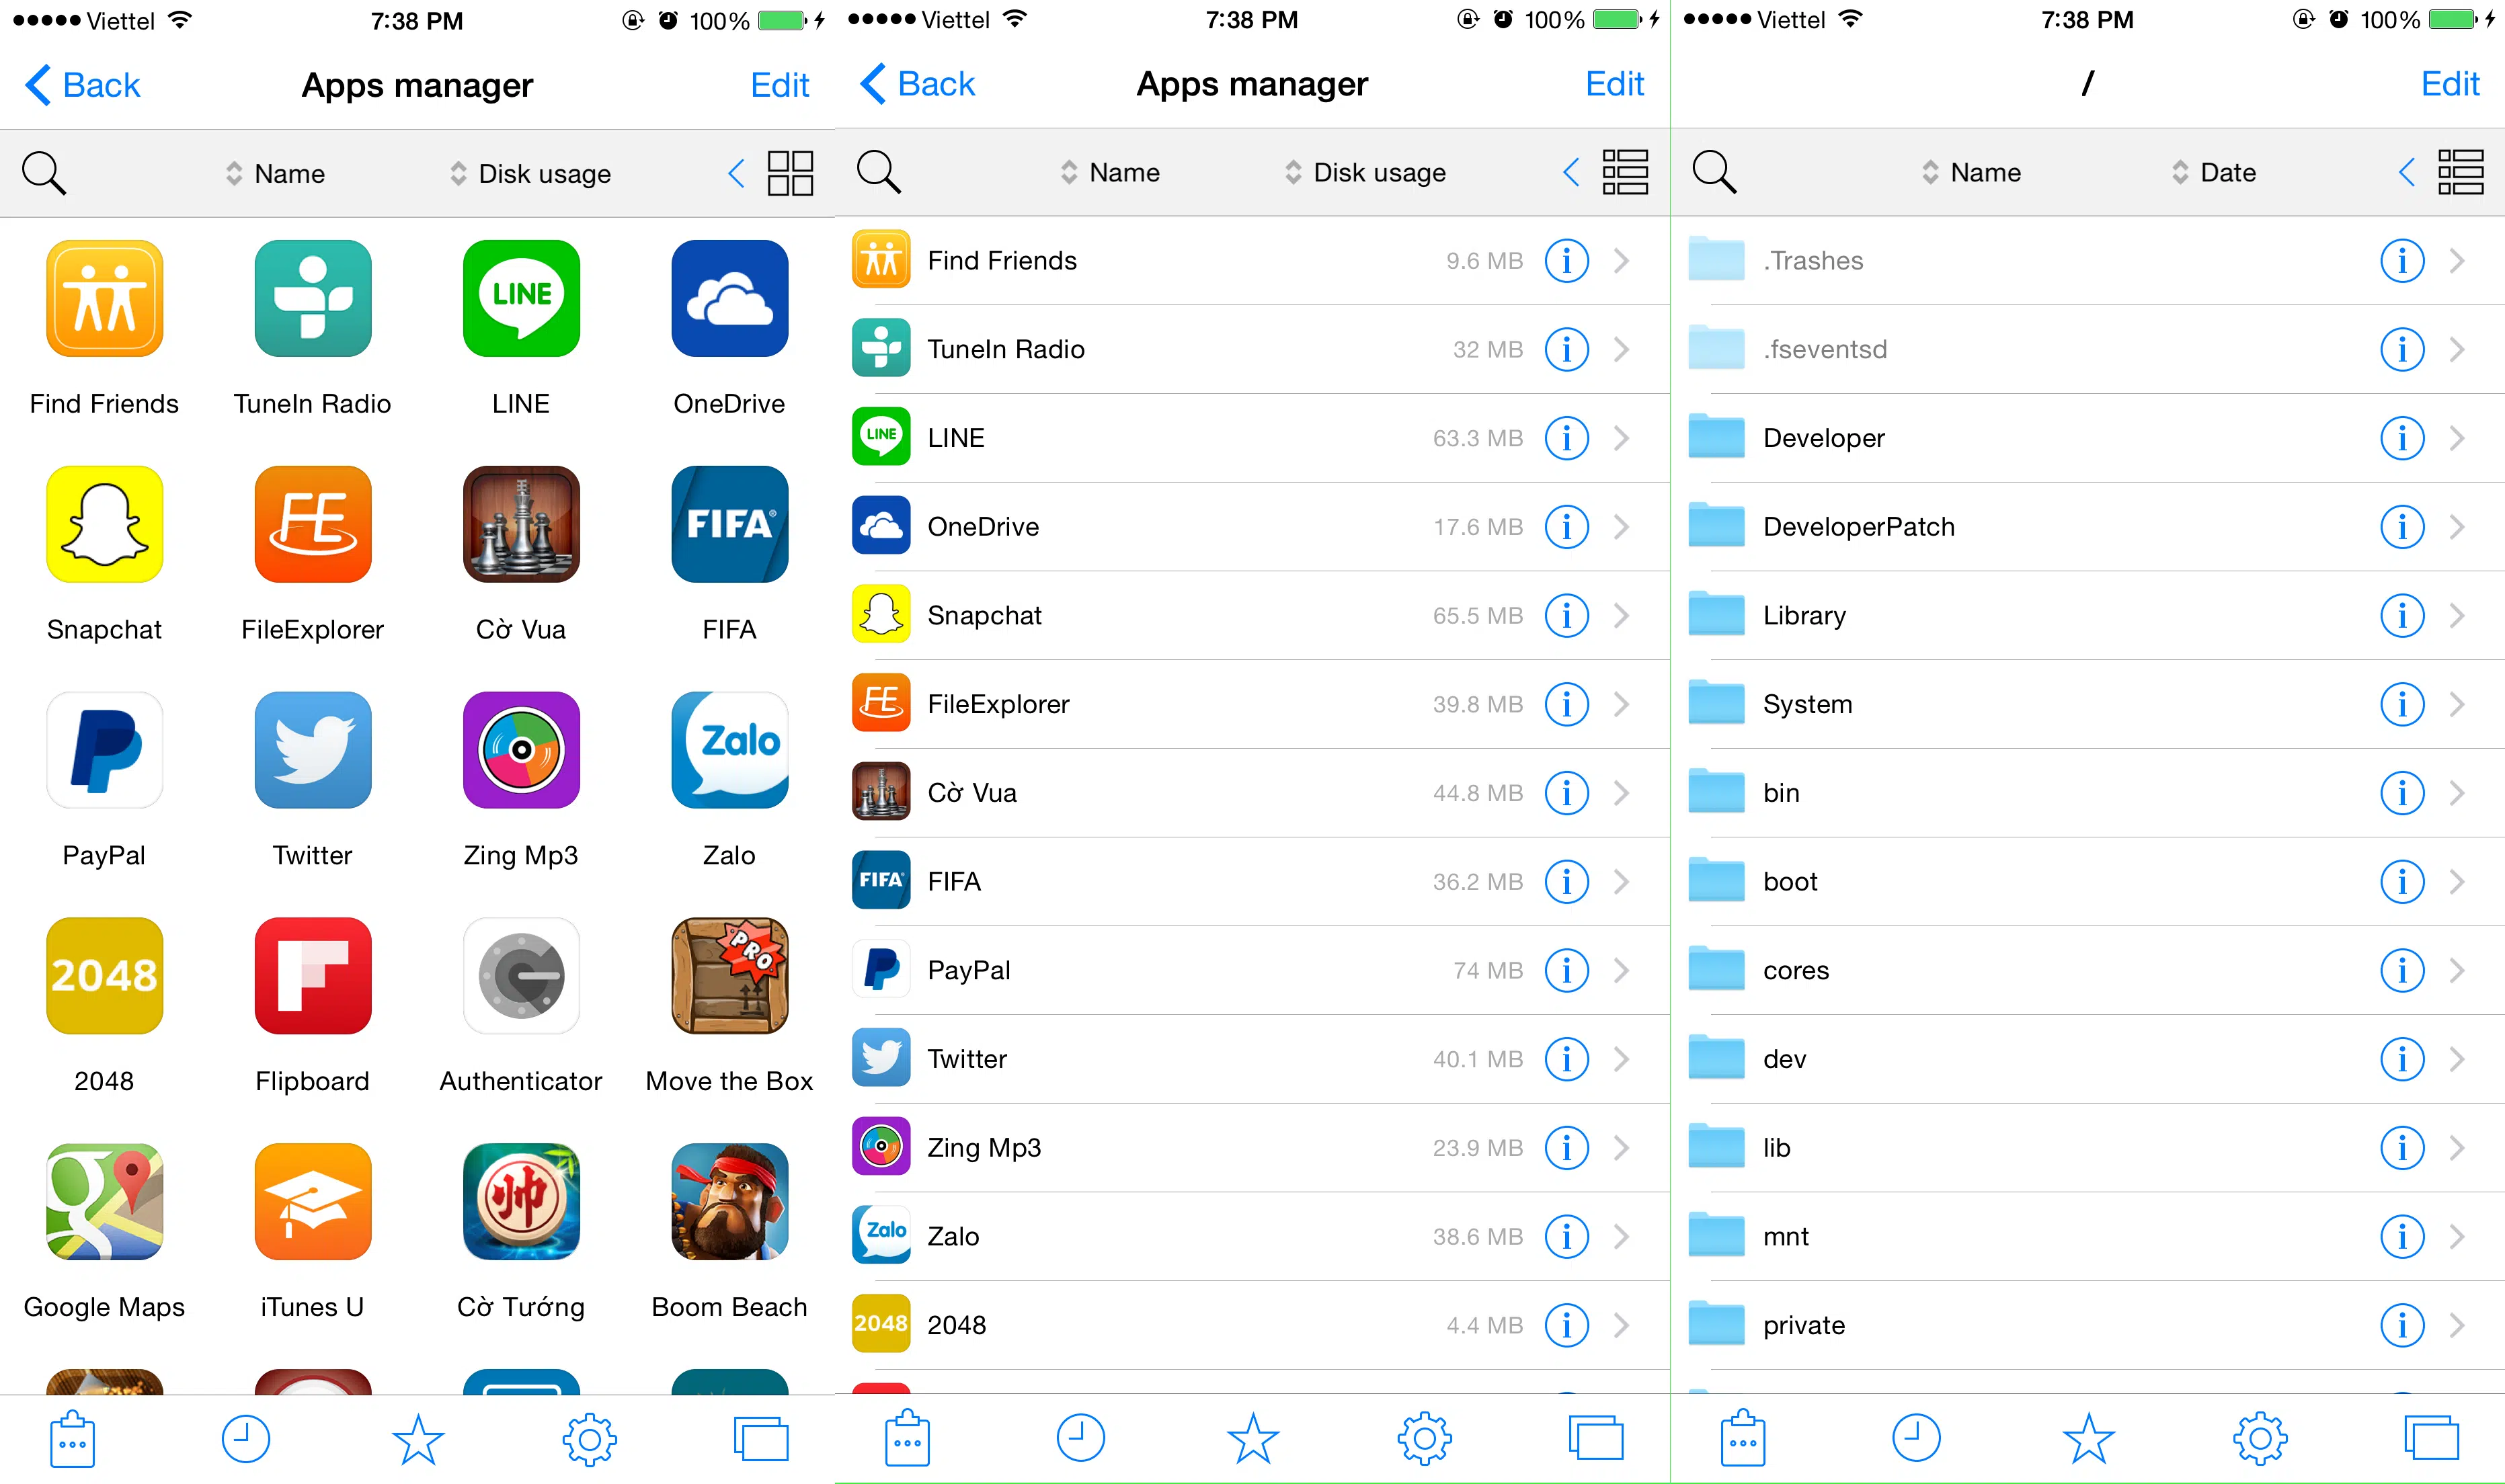 Viettel 7:38 PM 100%
Back Apps manager Edit
Name Disk usage
LINE
Find Friends TuneIn Radio LINE OneDrive
FE FIFA
Snapchat FileExplorer Cờ Vua FIFA
Zalo
PayPal Twitter Zing Mp3 Zalo
2048 PRO
2048 Flipboard Authenticator Move the Box
g 帅
Google Maps iTunes U Cờ Tướng Boom Beach
Viettel 7:38 PM 100%
Back Apps manager Edit
Name Disk usage
Find Friends 9.6 MB
TuneIn Radio 32 MB
LINE LINE 63.3 MB
OneDrive 17.6 MB
Snapchat 65.5 MB
FE FileExplorer 39.8 MB
Cờ Vua 44.8 MB
FIFA FIFA 36.2 MB
PayPal 74 MB
Twitter 40.1 MB
Zing Mp3 23.9 MB
Zalo Zalo 38.6 MB
2048 2048 4.4 MB
Viettel 7:38 PM 100%
/ Edit
Name Date
.Trashes
.fseventsd
Developer
DeveloperPatch
Library
System
bin
boot
cores
dev
lib
mnt
private